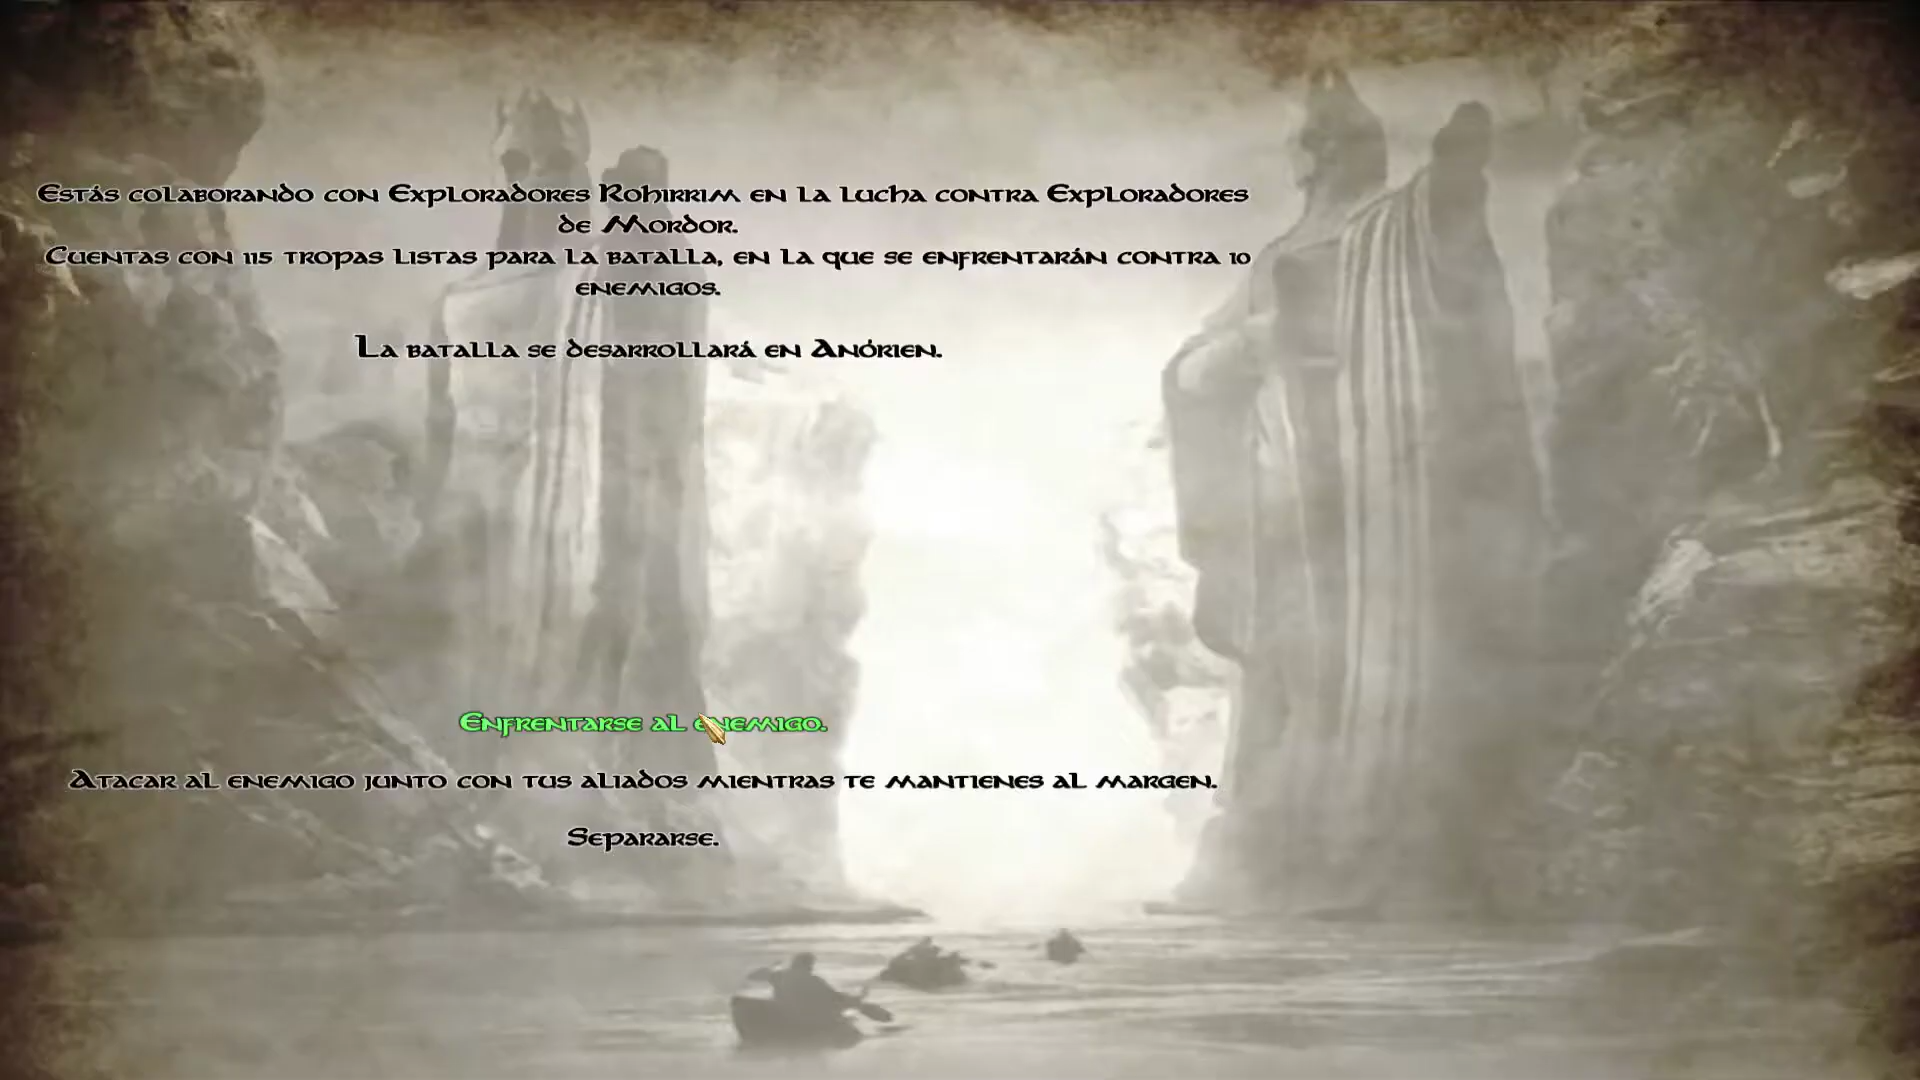 Estás colaborando con Exploradores Rohirrim en la lucha contra Exploradores
de Mordor.
Cuentas con 115 tropas listas para la batalla, en la que se enfrentarán contra 10
enemigos.
La batalla se desarrollará en Anórien.
Enfrentarse al enemigo.
Atacar al enemigo junto con tus aliados mientras te mantienes al margen.
Separarse.